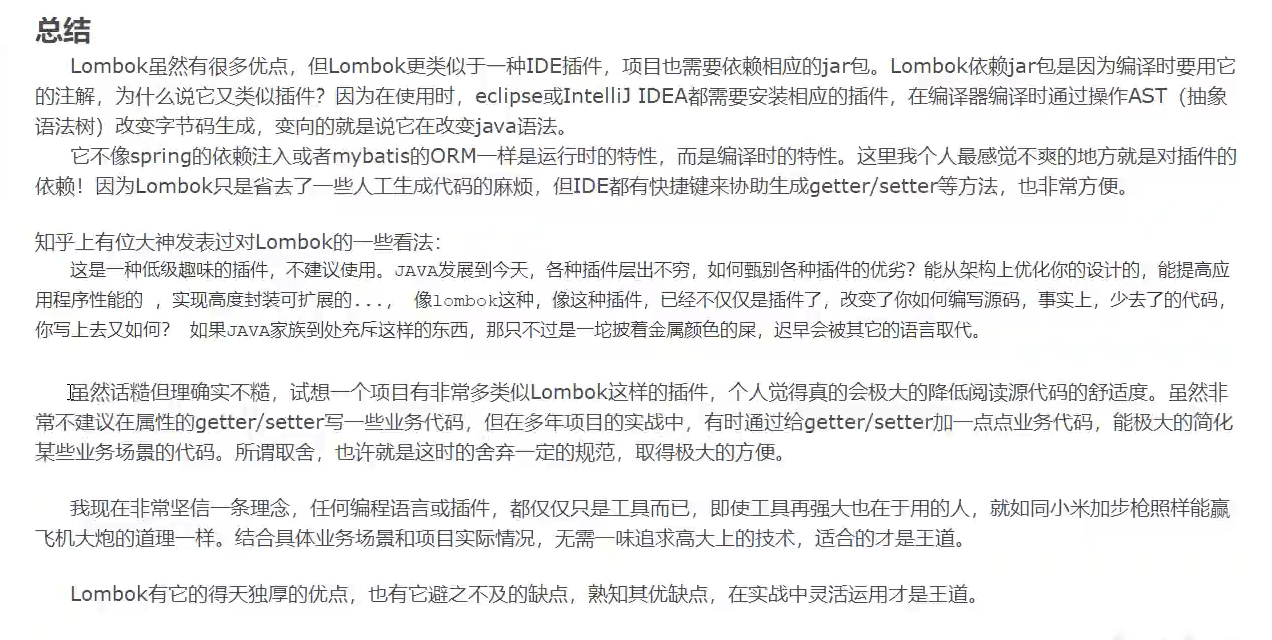 总结
Lombok虽然有很多优点，但Lombok更类似于一种IDE插件，项目也需要依赖相应的jar包。Lombok依赖jar包是因为编译时要用它
的注解，为什么说它又类似插件？因为在使用时，eclipse或IntelliJ IDEA都需要安装相应的插件，在编译器编译时通过操作AST（抽象
语法树）改变字节码生成，变向的就是说它在改变java语法。
它不像spring的依赖注入或者mybatis的ORM一样是运行时的特性，而是编译时的特性。这里我个人最感觉不爽的地方就是对插件的
依赖！因为Lombok只是省去了一些人工生成代码的麻烦，但IDE都有快捷键来协助生成getter/setter等方法，也非常方便。
知乎上有位大神发表过对Lombok的一些看法：
这是一种低级趣味的插件，不建议使用。JAVA发展到今天，各种插件层出不穷，如何甄别各种插件的优劣？能从架构上优化你的设计的，能提高应
用程序性能的 ，实现高度封装可扩展的...， 像lombok这种，像这种插件，已经不仅仅是插件了，改变了你如何编写源码，事实上，少去了的代码，
你写上去又如何？ 如果JAVA家族到处充斥这样的东西，那只不过是一坨披着金属颜色的屎，迟早会被其它的语言取代。
虽然话糙但理确实不糙，试想一个项目有非常多类似Lombok这样的插件，个人觉得真的会极大的降低阅读源代码的舒适度。虽然非
常不建议在属性的getter/setter写一些业务代码，但在多年项目的实战中，有时通过给getter/setter加一点点业务代码，能极大的简化
某些业务场景的代码。所谓取舍，也许就是这时的舍弃一定的规范，取得极大的方便。
我现在非常坚信一条理念，任何编程语言或插件，都仅仅只是工具而已，即使工具再强大也在于用的人，就如同小米加步枪照样能赢
飞机大炮的道理一样。结合具体业务场景和项目实际情况，无需一味追求高大上的技术，适合的才是王道。
Lombok有它的得天独厚的优点，也有它避之不及的缺点，熟知其优缺点，在实战中灵活运用才是王道。